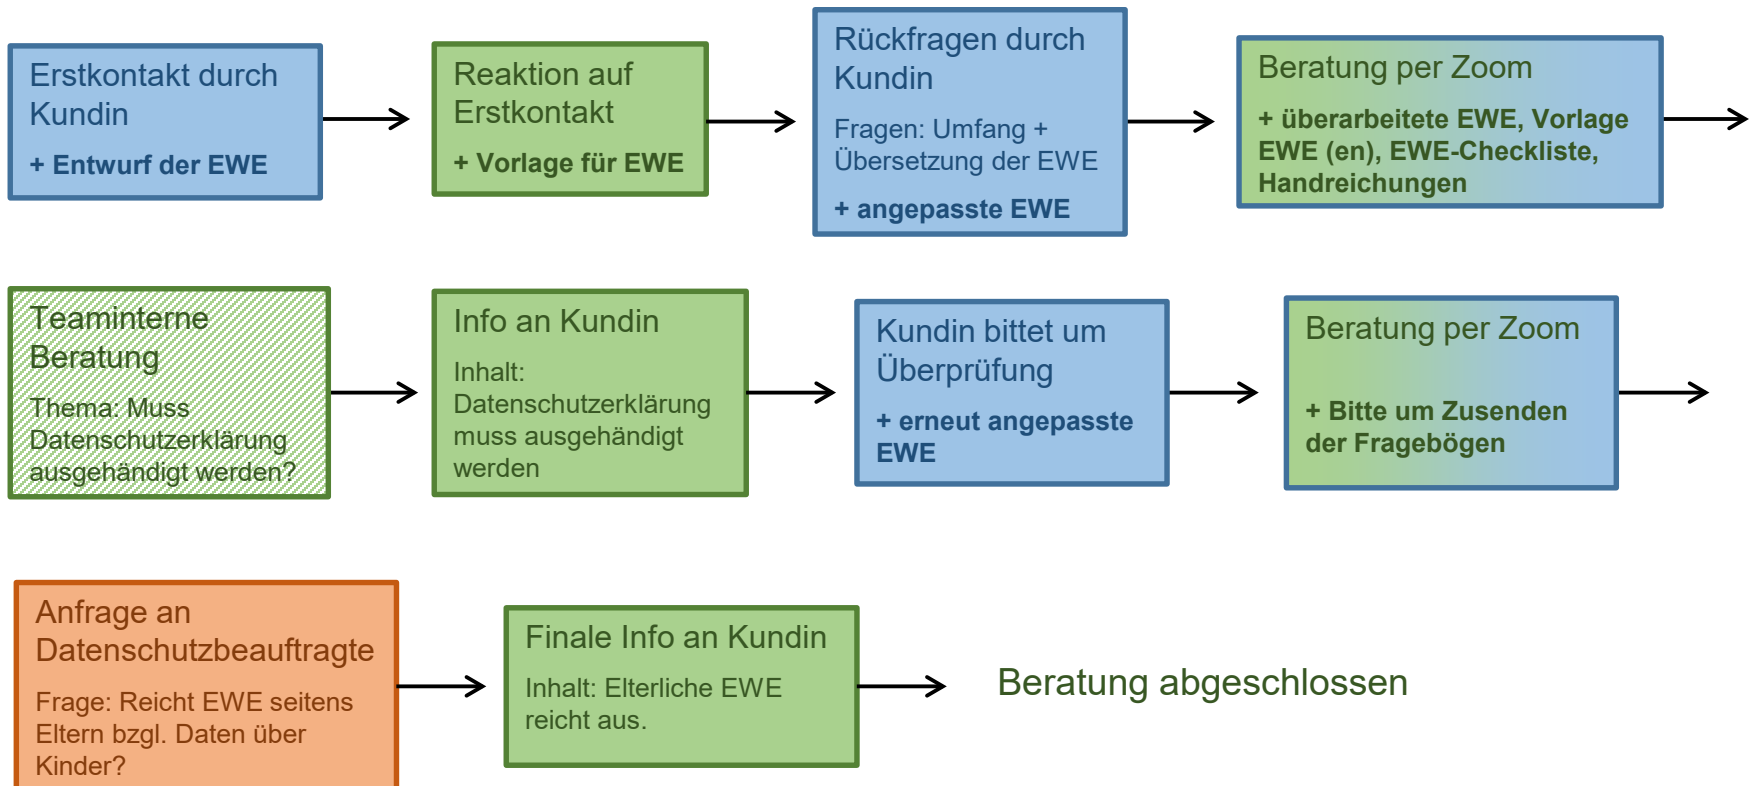 Erstkontakt durch
Kundin
+ Entwurf der EWE
Reaktion auf
Erstkontakt
+ Vorlage für EWE
Rückfragen durch
Kundin
Fragen: Umfang +
Übersetzung der EWE
+ angepasste EWE
Beratung per Zoom
+ überarbeitete EWE, Vorlage
EWE (en), EWE-Checkliste,
Handreichungen
Teaminterne
Beratung
Thema: Muss
Datenschutzerklärung
ausgehändigt werden?
Info an Kundin
Inhalt:
Datenschutzerklärung
muss ausgehändigt
werden
Kundin bittet um
Überprüfung
+ erneut angepasste
EWE
Beratung per Zoom
+ Bitte um Zusenden
der Fragebögen
Anfrage an
Datenschutzbeauftragte
Frage: Reicht EWE seitens
Eltern bzgl. Daten über
Kinder?
Finale Info an Kundin
Inhalt: Elterliche EWE
reicht aus.
Beratung abgeschlossen